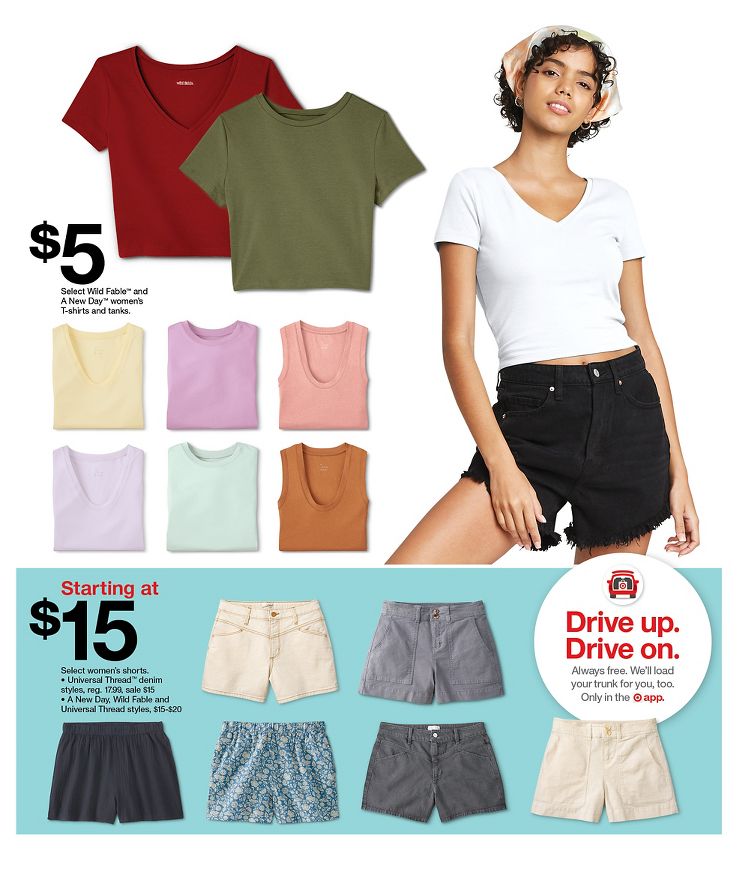 $5
Select Wild Fable™ and
A New Day™ women's
T-shirts and tanks.
Starting at
$15
Select women's shorts.
• Universal Thread™ denim
styles, reg. 17.99, sale $15
• A New Day, Wild Fable and
Universal Thread styles, $15-$20
Drive up.
Drive on.
Always free. We'll load
your trunk for you, too.
Only in the app.